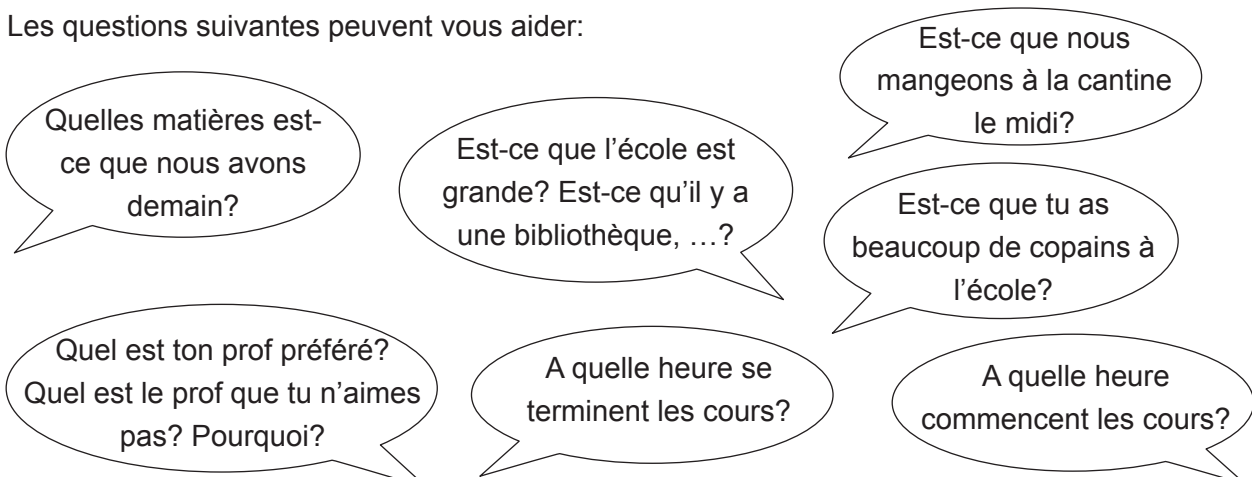 Les questions suivantes peuvent vous aider:
Est-ce que nous
mangeons à la cantine
le midi?
Quelles matières est-
ce que nous avons
demain?
Est-ce que l'école est
grande? Est-ce qu'il y a
une bibliothèque, …?
Est-ce que tu as
beaucoup de copains à
l'école?
Quel est ton prof préféré?
Quel est le prof que tu n'aimes
pas? Pourquoi?
A quelle heure se
terminent les cours?
A quelle heure
commencent les cours?